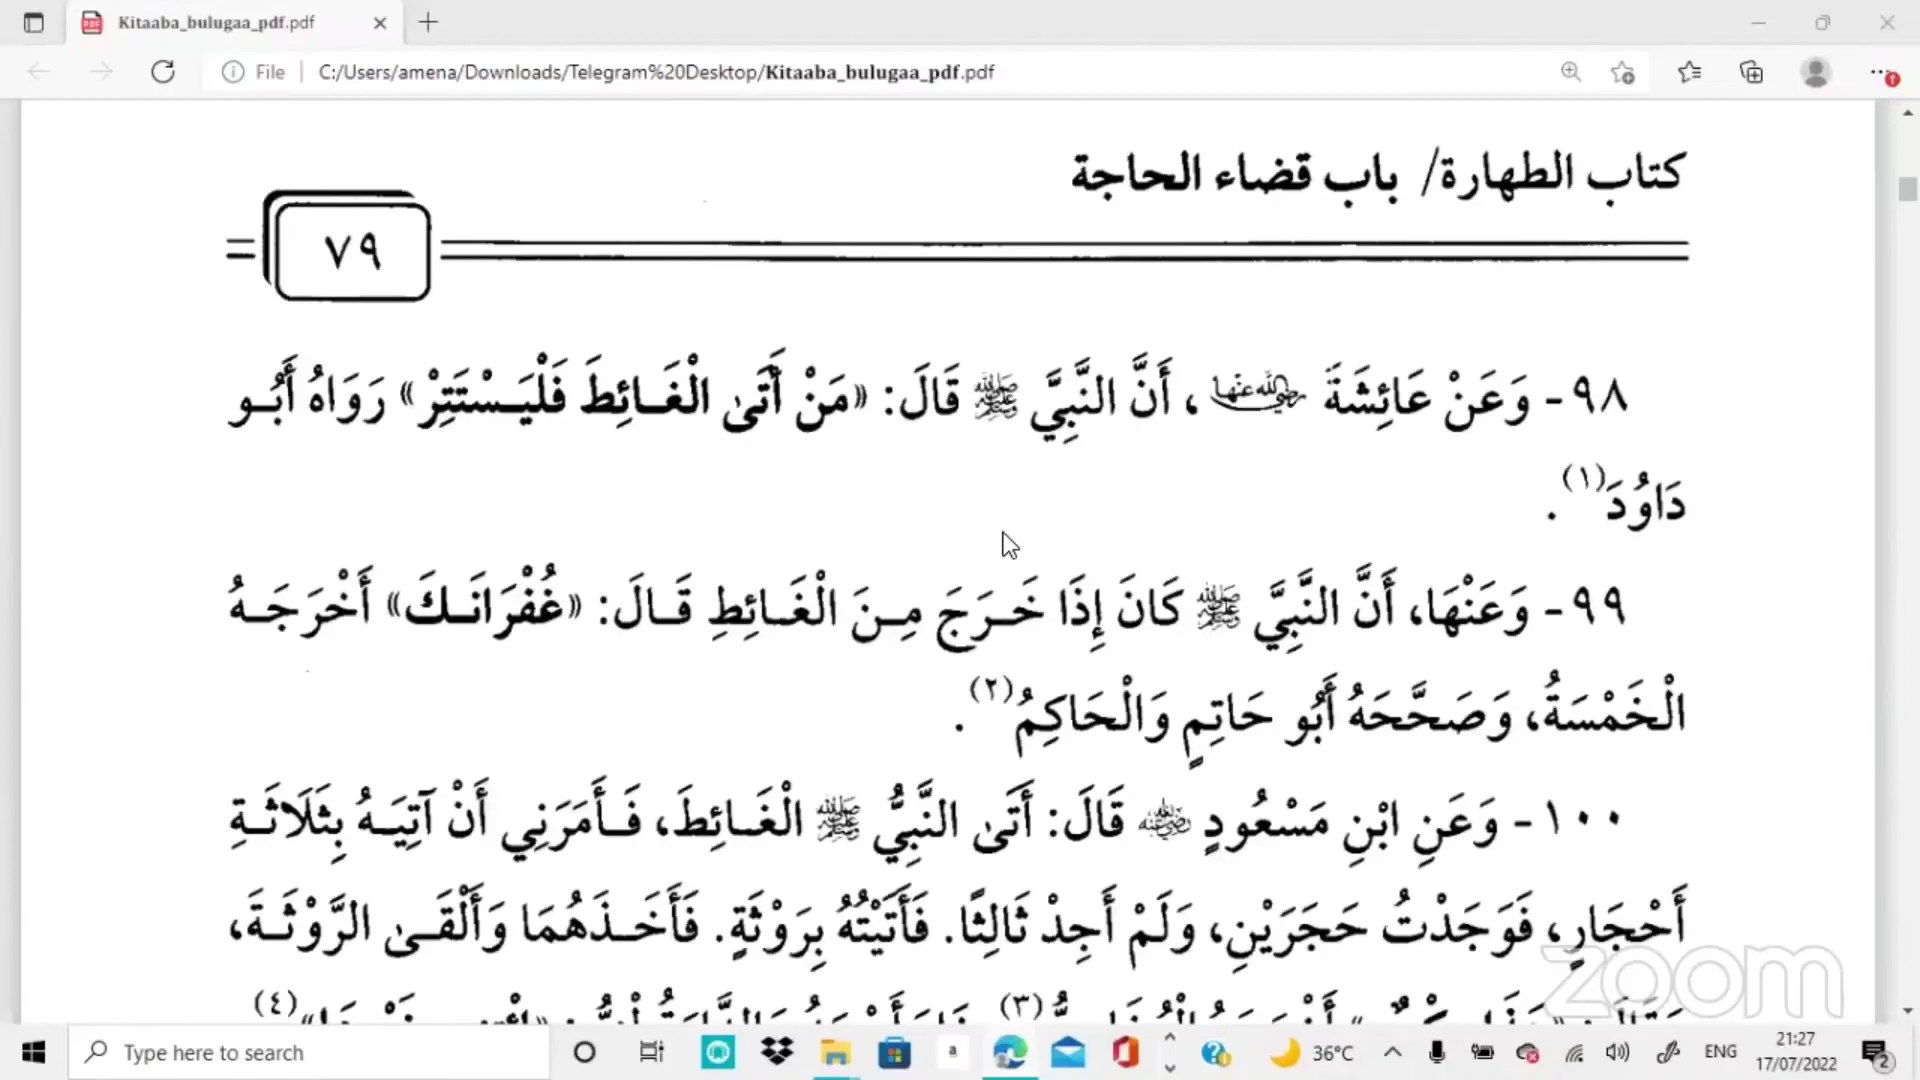 Kitaaba_bulugaa_pdf.pdf
File C:/Users/amena/Downloads/Telegram%20Desktop/Kitaaba_bulugaa_pdf.pdf
كتاب الطهارة/ باب قضاء الحاجة
٧٩
٩٨- وَعَنْ عَائِشَةَ رضي الله عنها، أَنَّ النَّبِيَّ ﷺ قَالَ: «مَنْ أَتَى الْغَائِطَ فَلْيَسْتَتِرْ» رَوَاهُ أَبُو
دَاوُدَ(١).
٩٩- وَعَنْهَا، أَنَّ النَّبِيَّ ﷺ كَانَ إِذَا خَرَجَ مِنَ الْغَائِطِ قَالَ: «غُفْرَانَكَ» أَخْرَجَهُ
الْخَمْسَةُ، وَصَحَّحَهُ أَبُو حَاتِمٍ وَالْحَاكِمُ(٢).
١٠٠- وَعَنِ ابْنِ مَسْعُودٍ رضي الله عنه قَالَ: أَتَى النَّبِيُّ ﷺ الْغَائِطَ، فَأَمَرَنِي أَنْ آتِيَهُ بِثَلَاثَةِ
أَحْجَارٍ، فَوَجَدْتُ حَجَرَيْنِ، وَلَمْ أَجِدْ ثَالِثًا. فَأَتَيْتُهُ بِرَوْثَةٍ. فَأَخَذَهُمَا وَأَلْقَى الرَّوْثَةَ،
(٣) (٤)
zoom
Type here to search
a
36°C
ENG
21:27
17/07/2022
2